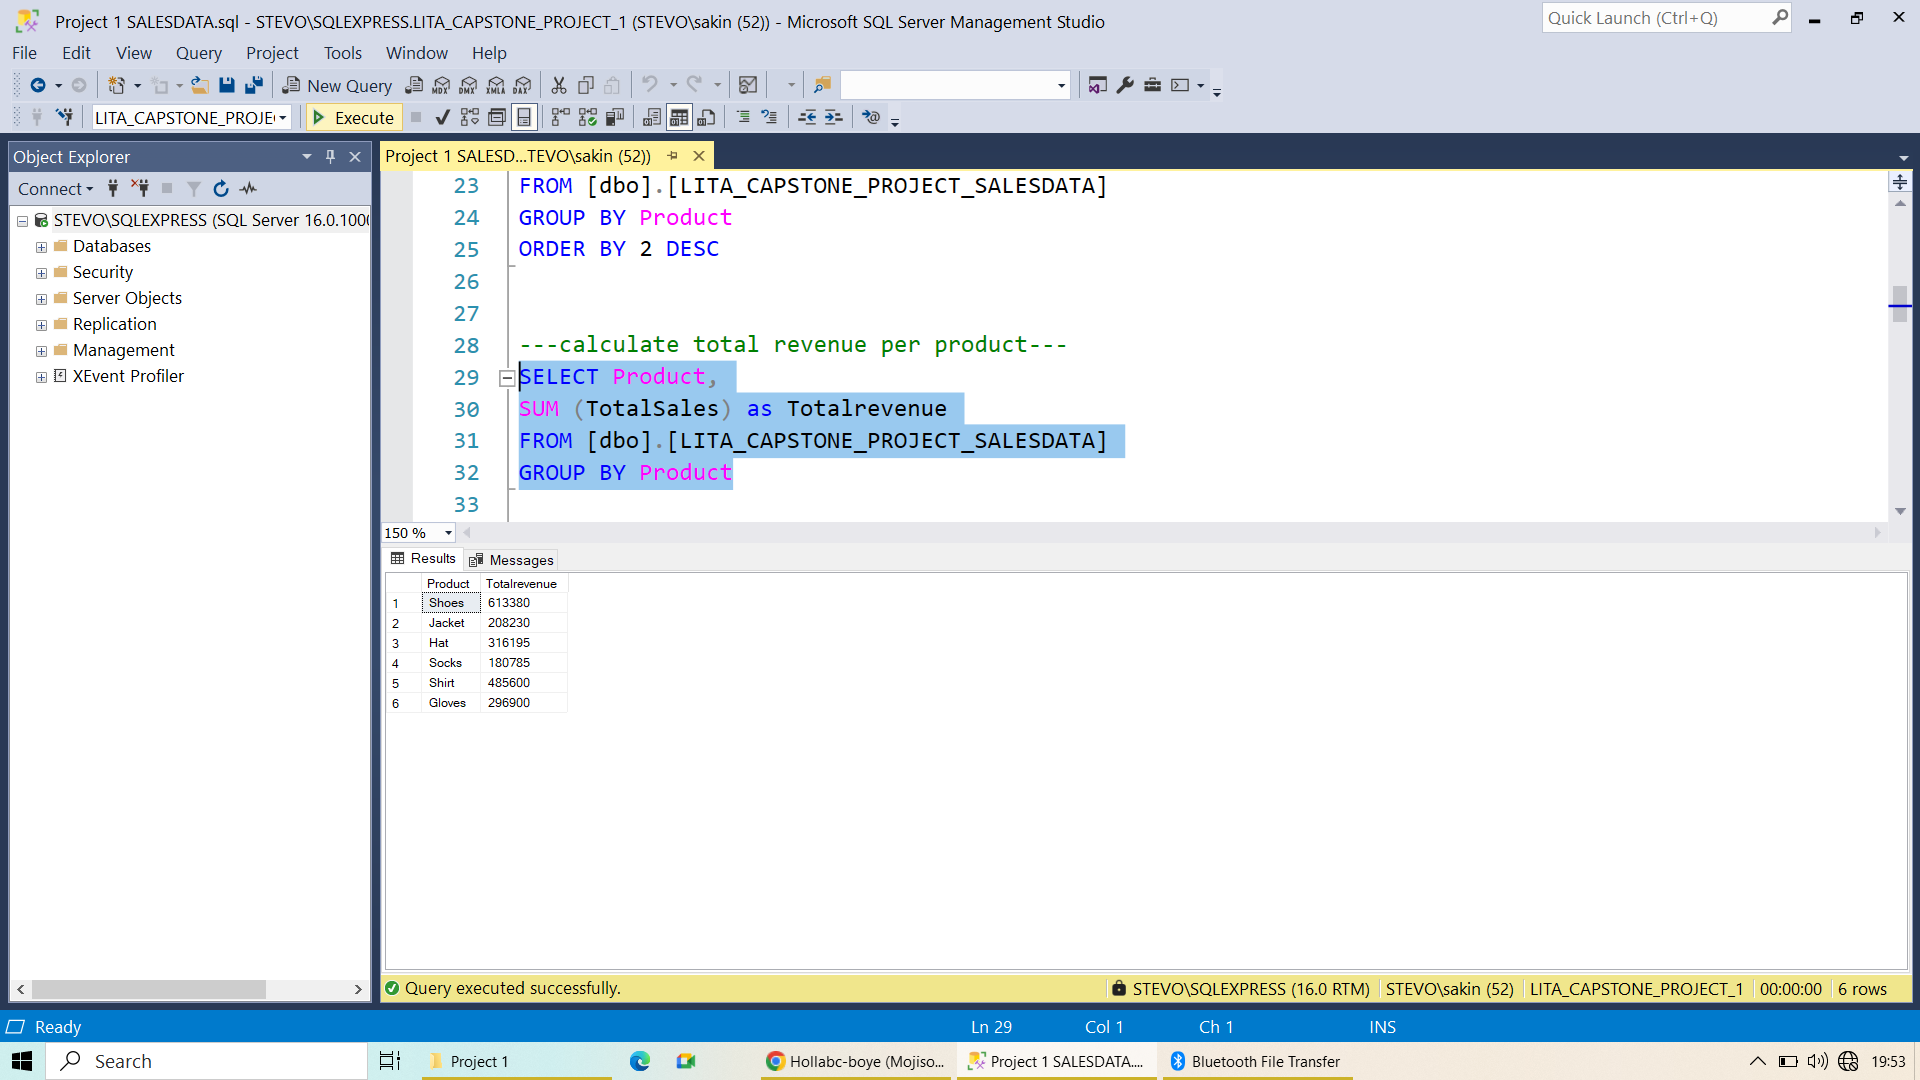 Project 1 SALESDATA.sql - STEVO\SQLEXPRESS.LITA_CAPSTONE_PROJECT_1 (STEVO\sakin (52)) - Microsoft SQL Server Management Studio
Quick Launch (Ctrl+Q)
File Edit View Query Project Tools Window Help
New Query MDX DMX XMLA DAX
LITA_CAPSTONE_PROJE Execute
Object Explorer
Project 1 SALESD...TEVO\sakin (52))
Connect
STEVO\SQLEXPRESS (SQL Server 16.0.1000
Databases
Security
Server Objects
Replication
Management
XEvent Profiler
23 FROM [dbo].[LITA_CAPSTONE_PROJECT_SALESDATA]
24 GROUP BY Product
25 ORDER BY 2 DESC
26
27
28 ---calculate total revenue per product---
29 SELECT Product,
30 SUM (TotalSales) as Totalrevenue
31 FROM [dbo].[LITA_CAPSTONE_PROJECT_SALESDATA]
32 GROUP BY Product
33
150 %
Results Messages
Product Totalrevenue
1 Shoes 613380
2 Jacket 208230
3 Hat 316195
4 Socks 180785
5 Shirt 485600
6 Gloves 296900
Query executed successfully.
STEVO\SQLEXPRESS (16.0 RTM) STEVO\sakin (52) LITA_CAPSTONE_PROJECT_1 00:00:00 6 rows
Ready Ln 29 Col 1 Ch 1 INS
Search Project 1 Hollabc-boye (Mojiso... Project 1 SALESDATA.... Bluetooth File Transfer 19:53